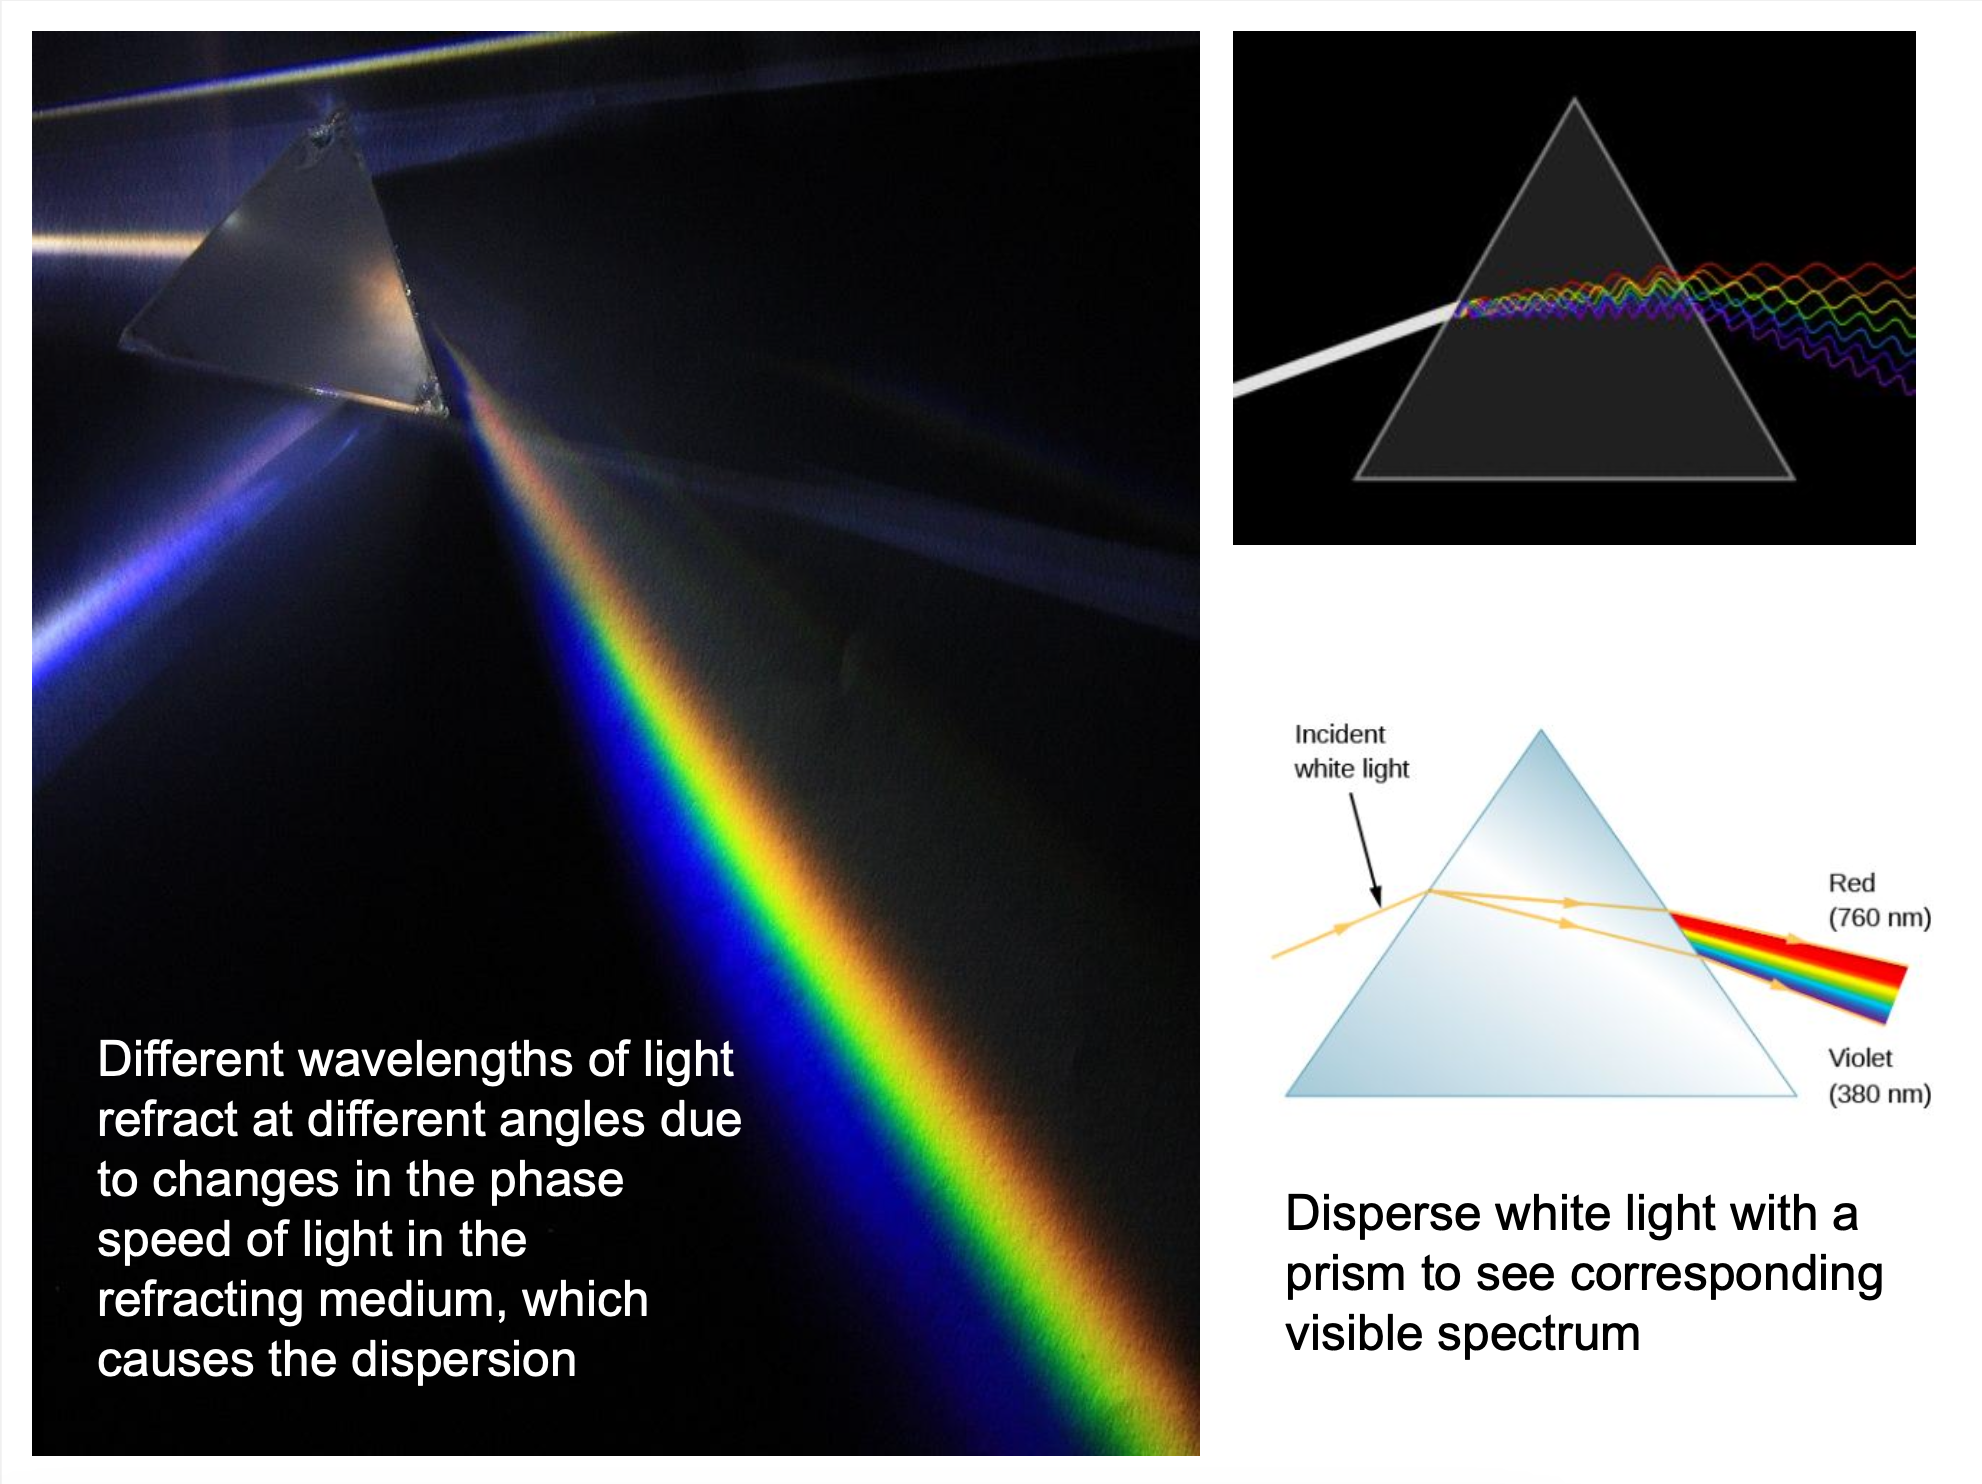 Different wavelengths of light
refract at different angles due
to changes in the phase
speed of light in the
refracting medium, which
causes the dispersion
Incident
white light
Red
(760 nm)
Violet
(380 nm)
Disperse white light with a
prism to see corresponding
visible spectrum